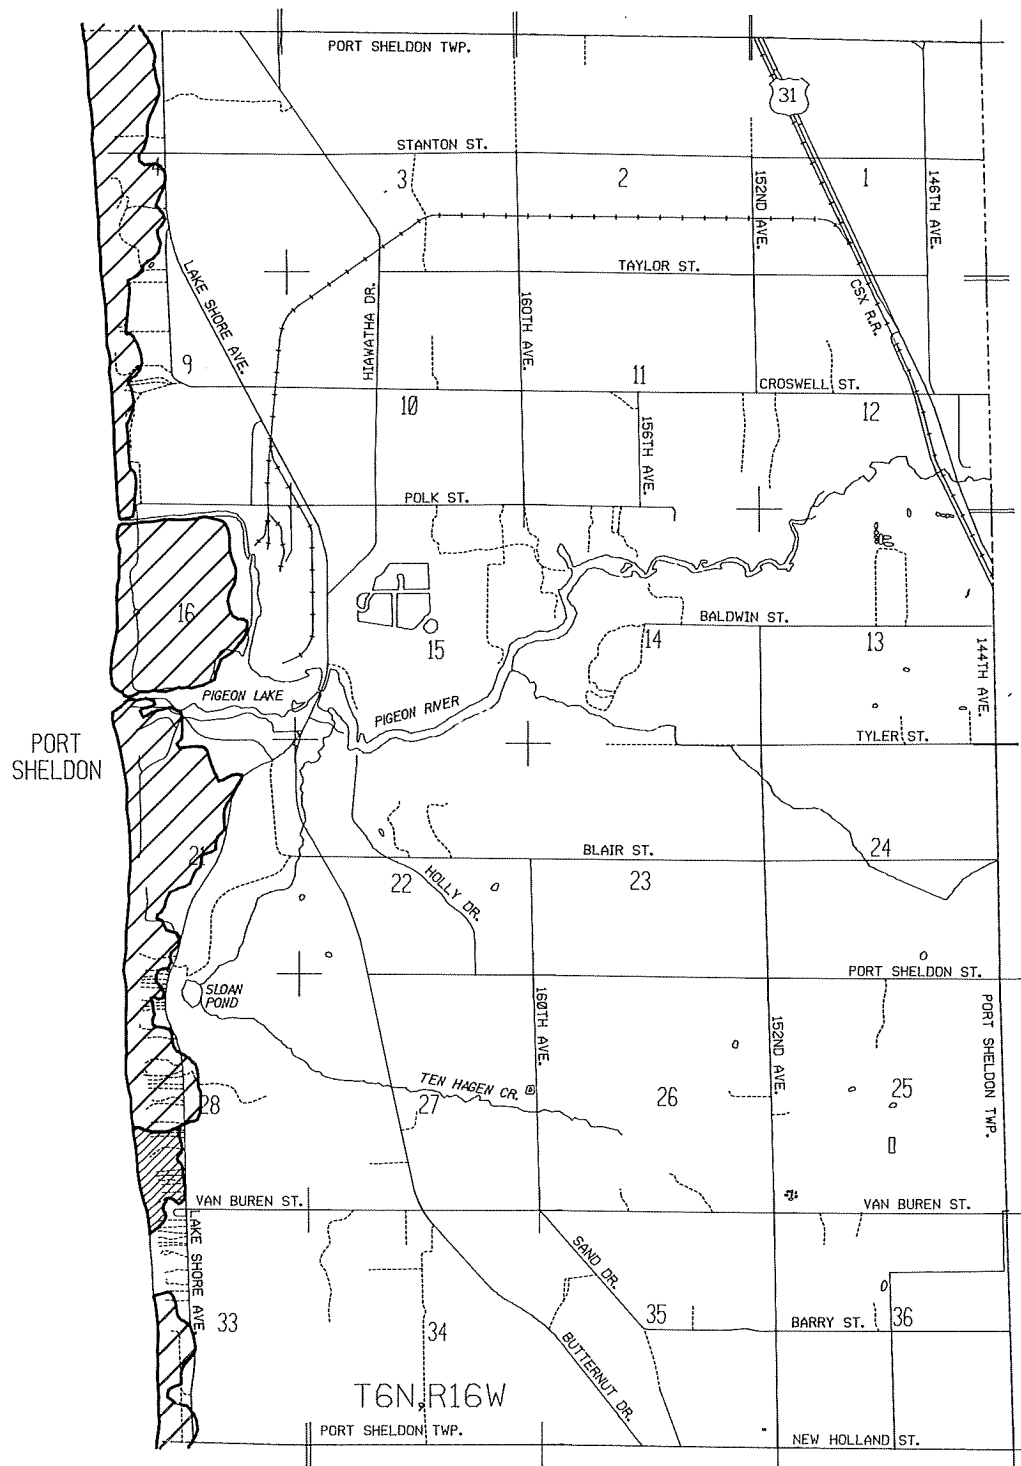 PORT SHELDON TWP.
31
STANTON ST.
3
2
1
152ND AVE.
146TH AVE.
LAKE SHORE AVE.
HIAWATHA DR.
160TH AVE.
TAYLOR ST.
CSX R.R.
9
10
11
CROSWELL ST.
12
156TH AVE.
POLK ST.
16
15
14
BALDWIN ST.
13
144TH AVE.
PIGEON LAKE
PIGEON RIVER
TYLER ST.
PORT
SHELDON
21
22
HOLLY DR.
BLAIR ST.
23
24
SLOAN
POND
160TH AVE.
PORT SHELDON ST.
152ND AVE.
PORT SHELDON TWP.
TEN HAGEN CR.
28
27
26
25
VAN BUREN ST.
VAN BUREN ST.
LAKE SHORE AVE.
SAND DR.
33
34
35
BARRY ST.
36
BUTTERNUT DR.
T6N,R16W
PORT SHELDON TWP.
NEW HOLLAND ST.